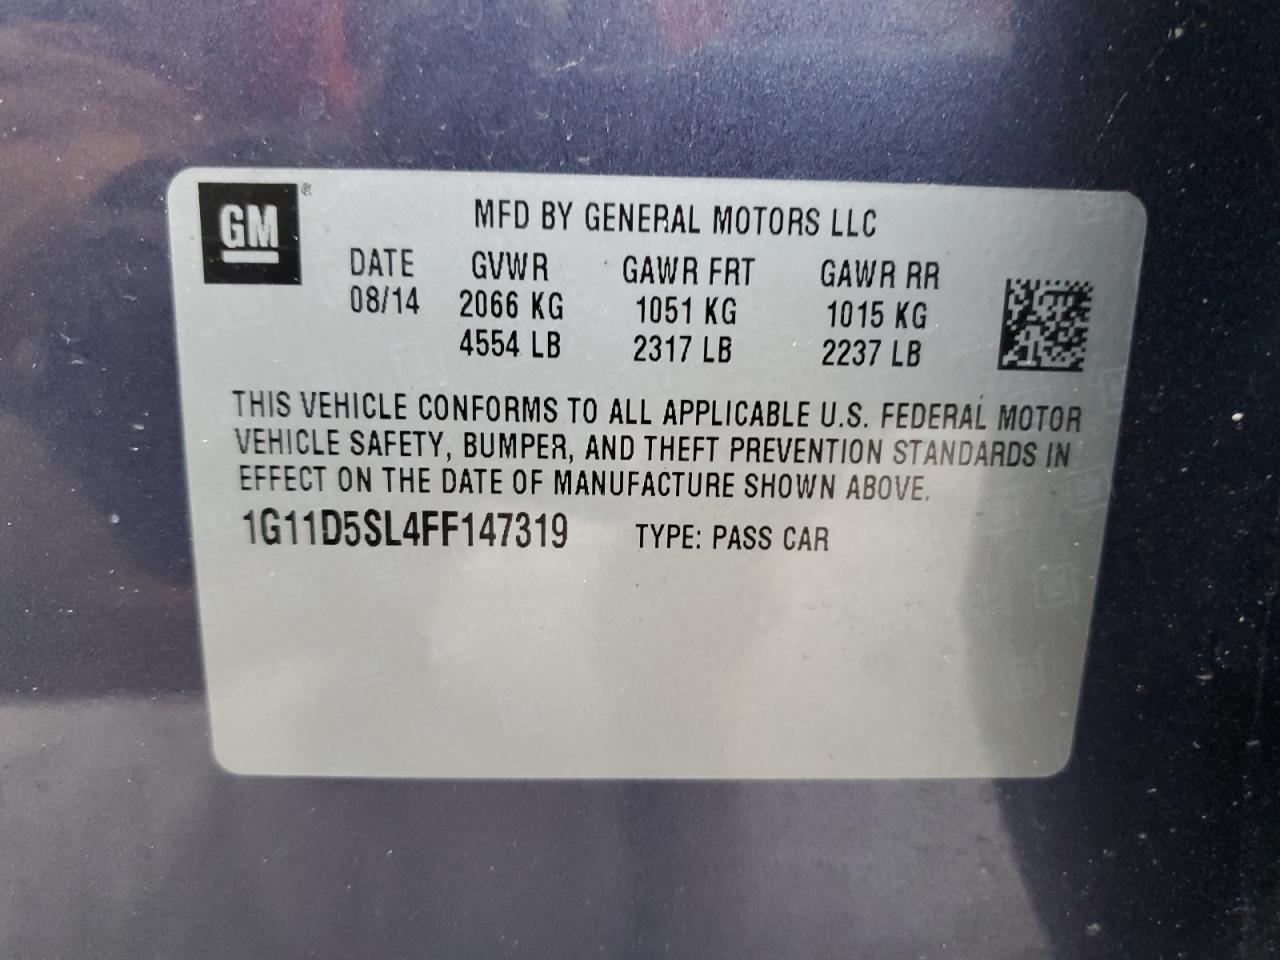 GM®
MFD BY GENERAL MOTORS LLC
DATE GVWR GAWR FRT GAWR RR
08/14 2066 KG 1051 KG 1015 KG
4554 LB 2317 LB 2237 LB
THIS VEHICLE CONFORMS TO ALL APPLICABLE U.S. FEDERAL MOTOR
VEHICLE SAFETY, BUMPER, AND THEFT PREVENTION STANDARDS IN
EFFECT ON THE DATE OF MANUFACTURE SHOWN ABOVE.
1G11D5SL4FF147319 TYPE: PASS CAR